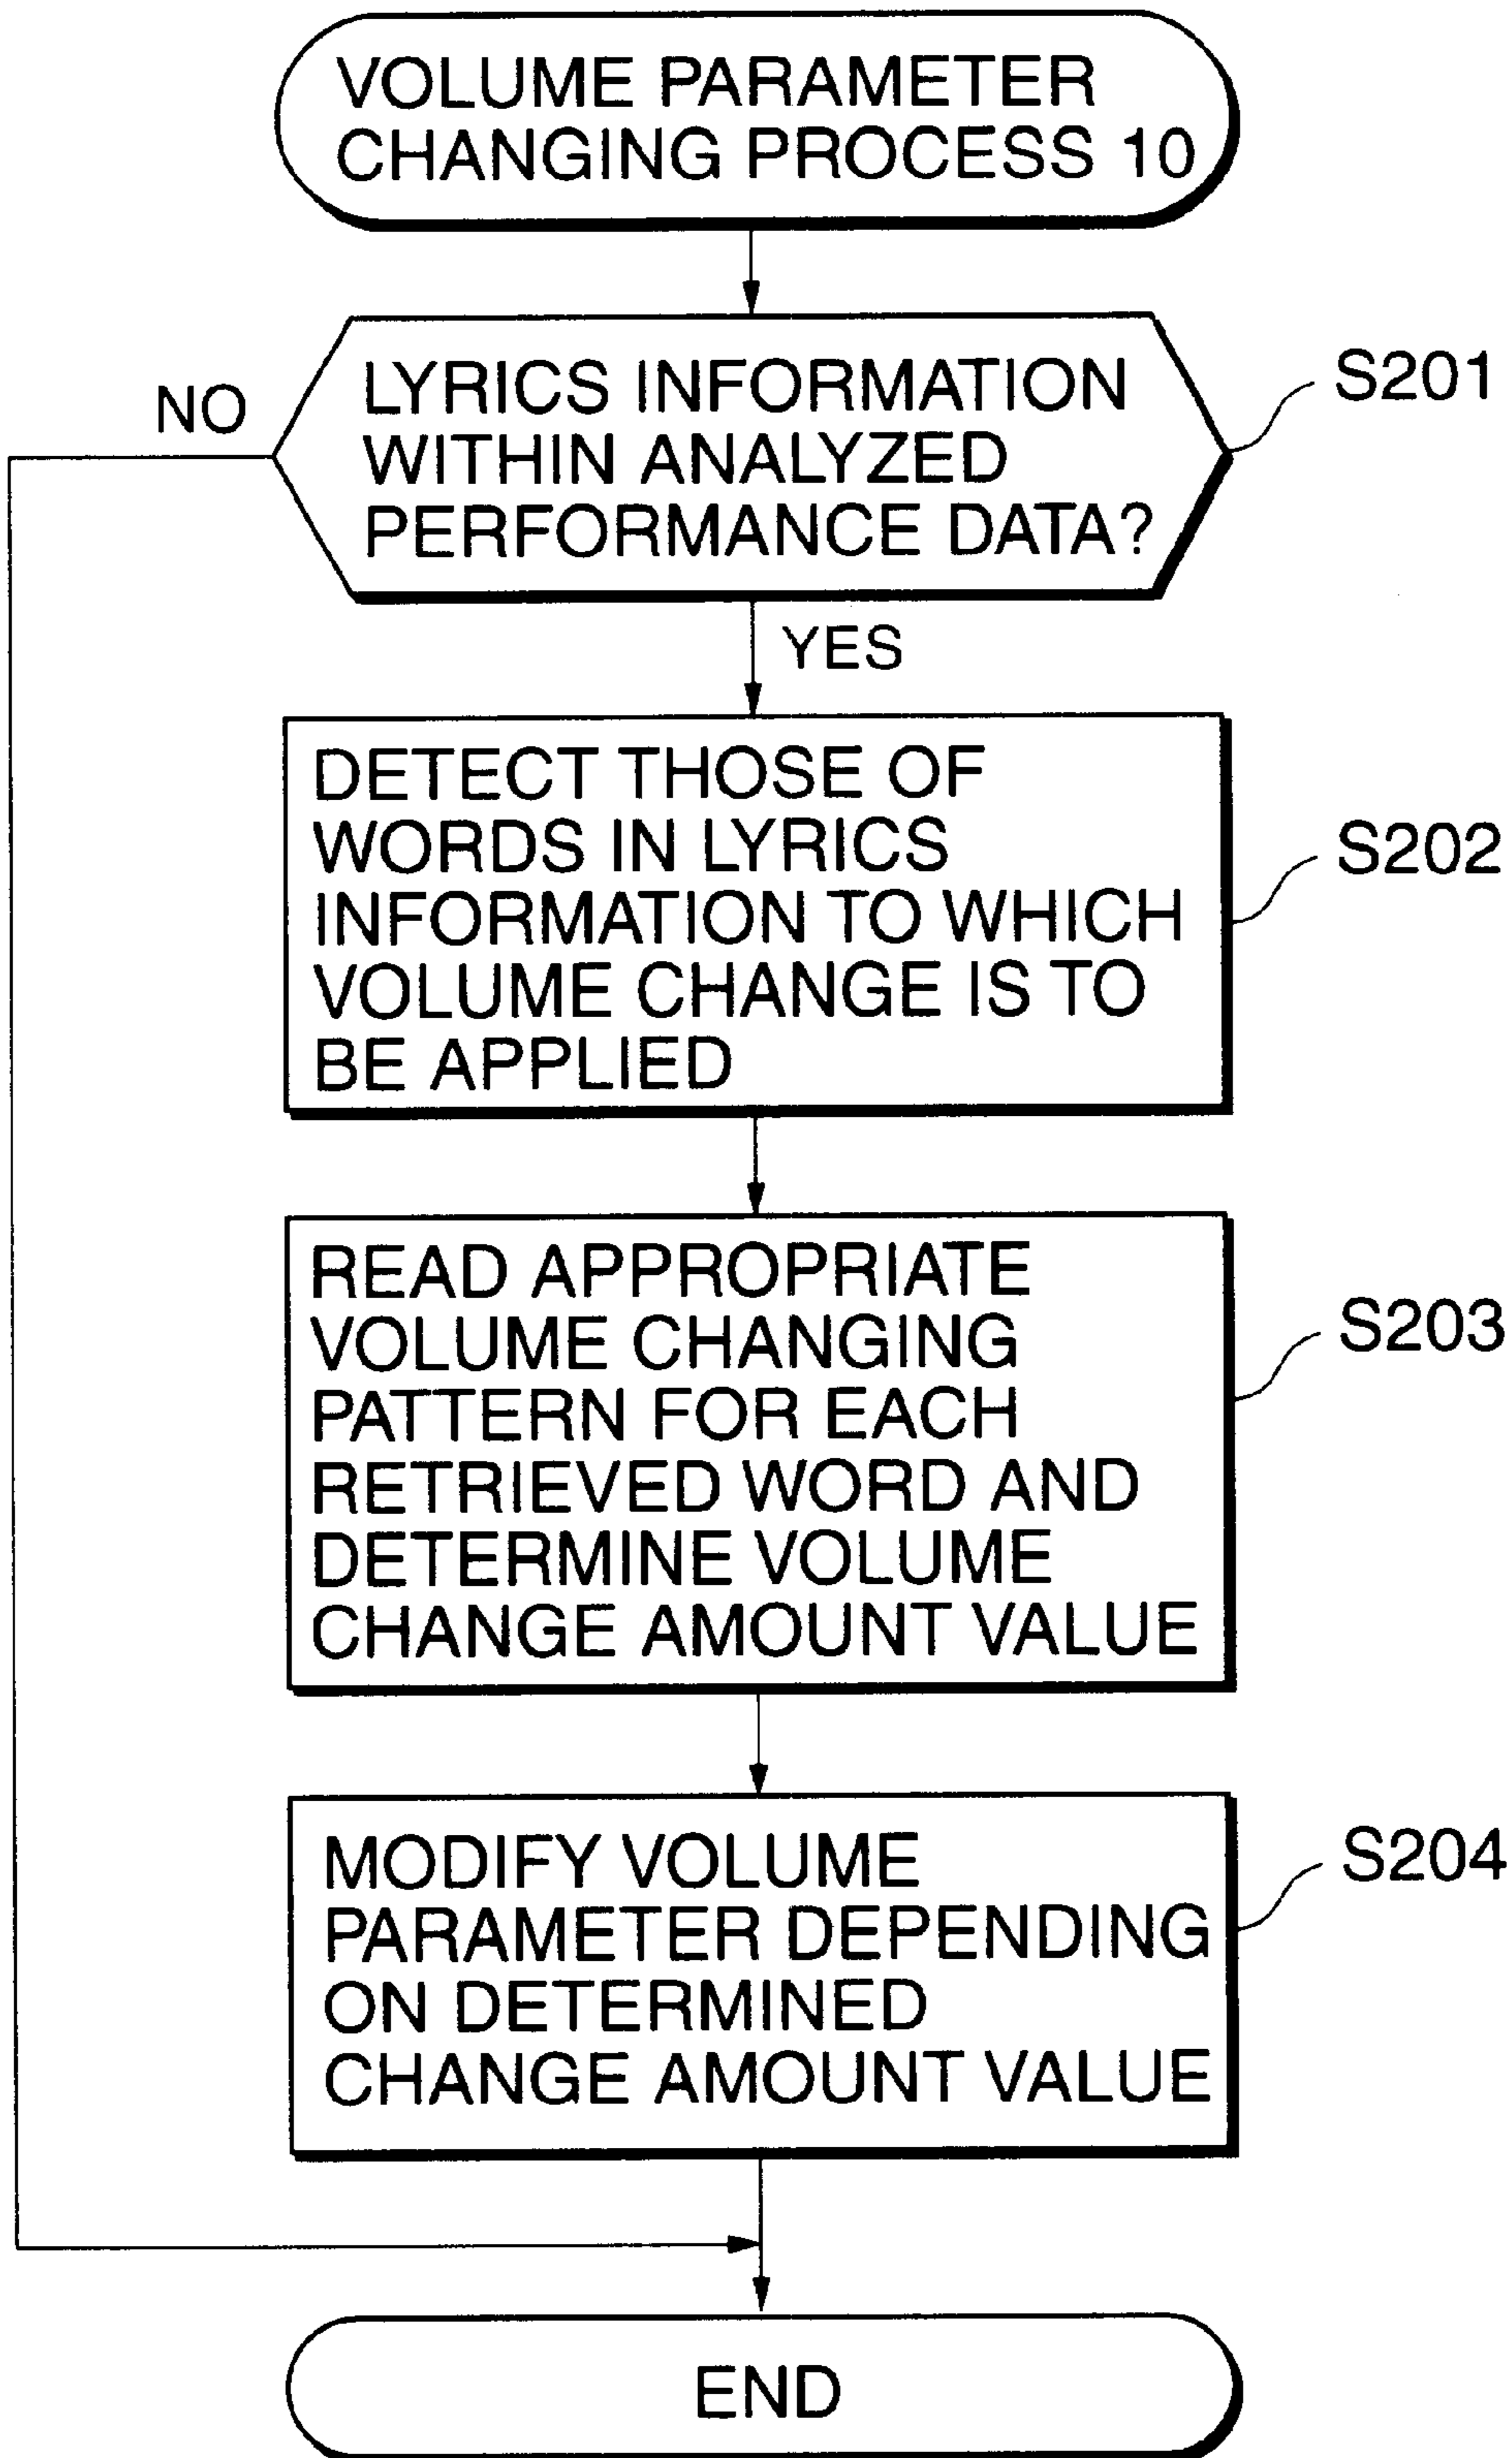 VOLUME PARAMETER
CHANGING PROCESS 10
LYRICS INFORMATION
WITHIN ANALYZED
PERFORMANCE DATA?
S201
NO
YES
DETECT THOSE OF
WORDS IN LYRICS
INFORMATION TO WHICH
VOLUME CHANGE IS TO
BE APPLIED
S202
READ APPROPRIATE
VOLUME CHANGING
PATTERN FOR EACH
RETRIEVED WORD AND
DETERMINE VOLUME
CHANGE AMOUNT VALUE
S203
MODIFY VOLUME
PARAMETER DEPENDING
ON DETERMINED
CHANGE AMOUNT VALUE
S204
END